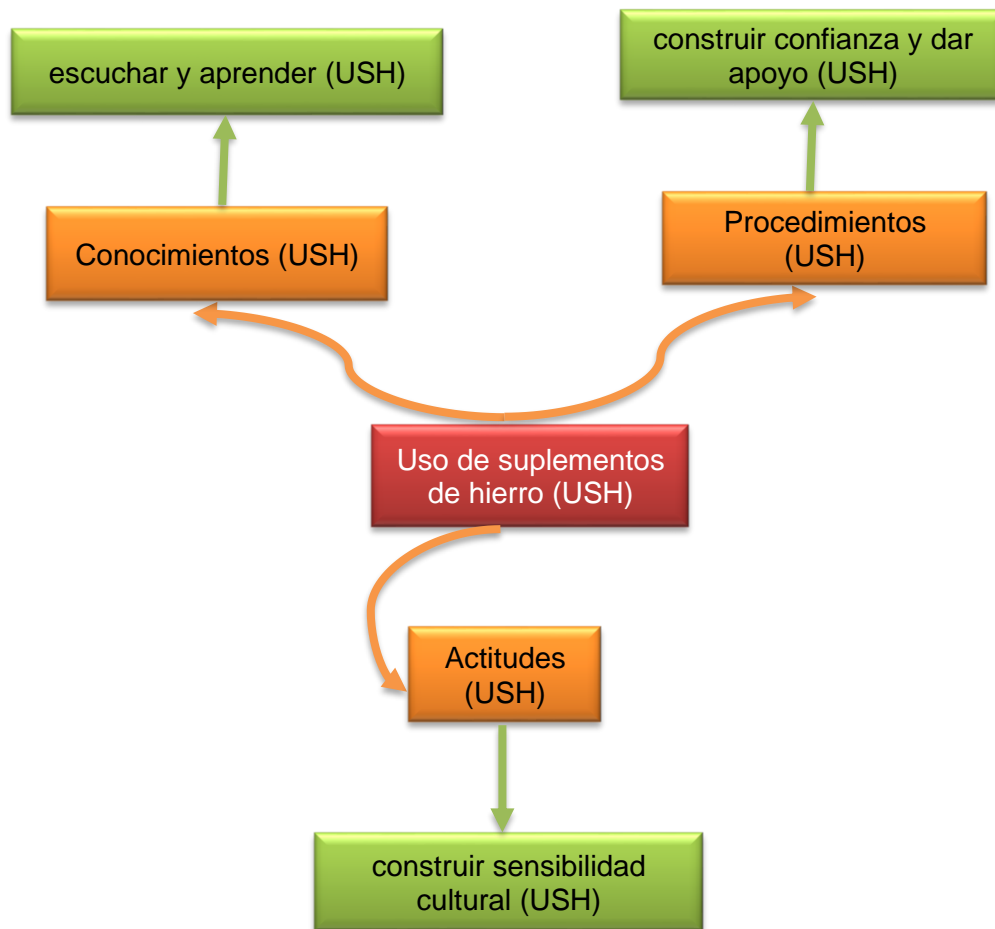 escuchar y aprender (USH)
construir confianza y dar
apoyo (USH)
Conocimientos (USH)
Procedimientos
(USH)
Uso de suplementos
de hierro (USH)
Actitudes
(USH)
construir sensibilidad
cultural (USH)